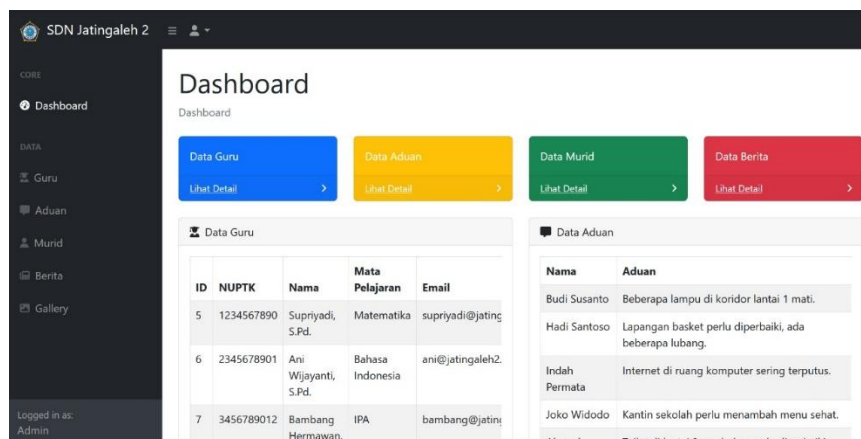 SDN Jatingaleh 2
CORE
Dashboard
DATA
Guru
Aduan
Murid
Berita
Gallery
Logged in as:
Admin
Dashboard
Dashboard
Data Guru
Lihat Detail
Data Aduan
Lihat Detail
Data Murid
Lihat Detail
Data Berita
Lihat Detail
Data Guru
ID NUPTK Nama Mata Pelajaran Email
5 1234567890 Supriyadi, S.Pd. Matematika supriyadi@jating
6 2345678901 Ani Wijayanti, S.Pd. Bahasa Indonesia ani@jatingaleh2.
7 3456789012 Bambang Hermawan, IPA bambang@jating
Data Aduan
Nama Aduan
Budi Susanto Beberapa lampu di koridor lantai 1 mati.
Hadi Santoso Lapangan basket perlu diperbaiki, ada
beberapa lubang.
Indah Permata Internet di ruang komputer sering terputus.
Joko Widodo Kantin sekolah perlu menambah menu sehat.